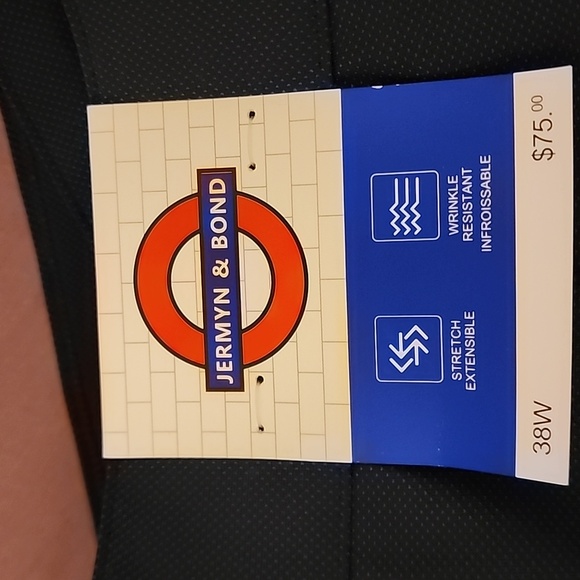 JERMYN & BOND
STRETCH
EXTENSIBLE
WRINKLE
RESISTANT
INFROISSABLE
38W
$75.00